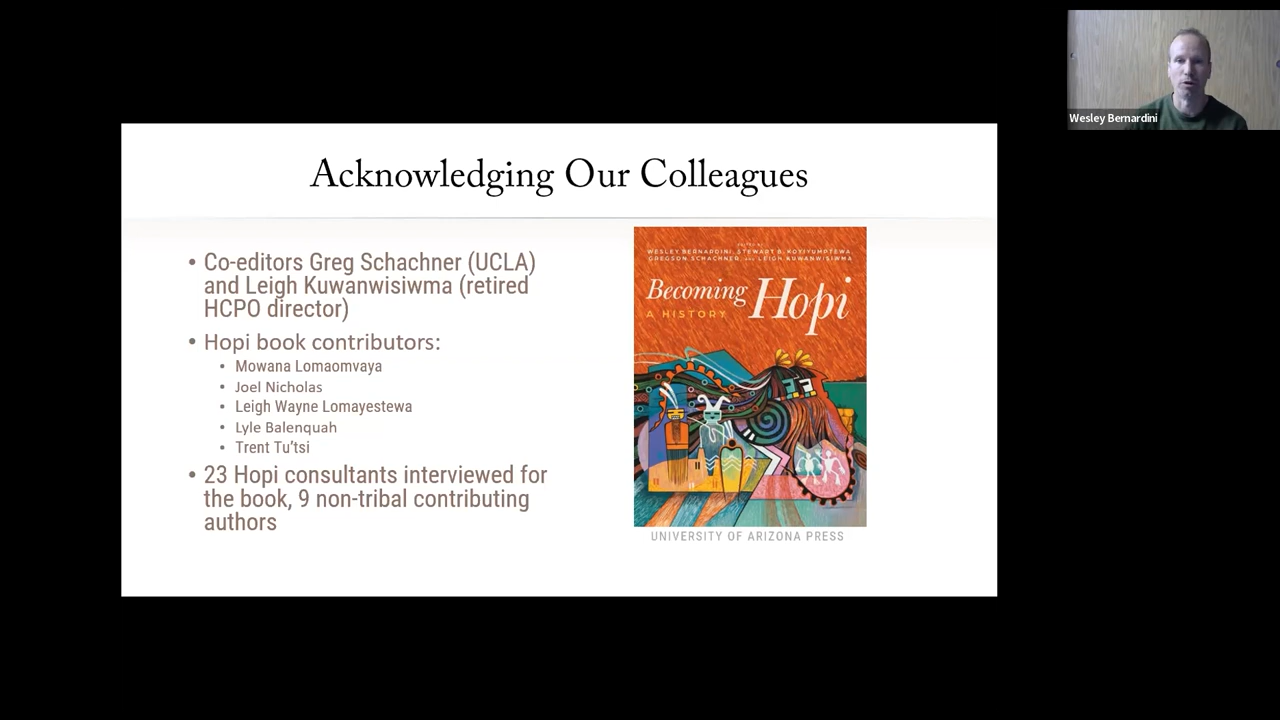 Wesley Bernardini
Acknowledging Our Colleagues
• Co-editors Greg Schachner (UCLA)
and Leigh Kuwanwisiwma (retired
HCPO director)
• Hopi book contributors:
• Mowana Lomaomvaya
• Joel Nicholas
• Leigh Wayne Lomayestewa
• Lyle Balenquah
• Trent Tu’tsi
• 23 Hopi consultants interviewed for
the book, 9 non-tribal contributing
authors
EDITED BY
WESLEY BERNARDINI, STEWART B. KOYIYUMPTEWA,
GREGSON SCHACHNER, AND LEIGH KUWANWISIWMA
Becoming Hopi
A HISTORY
UNIVERSITY OF ARIZONA PRESS